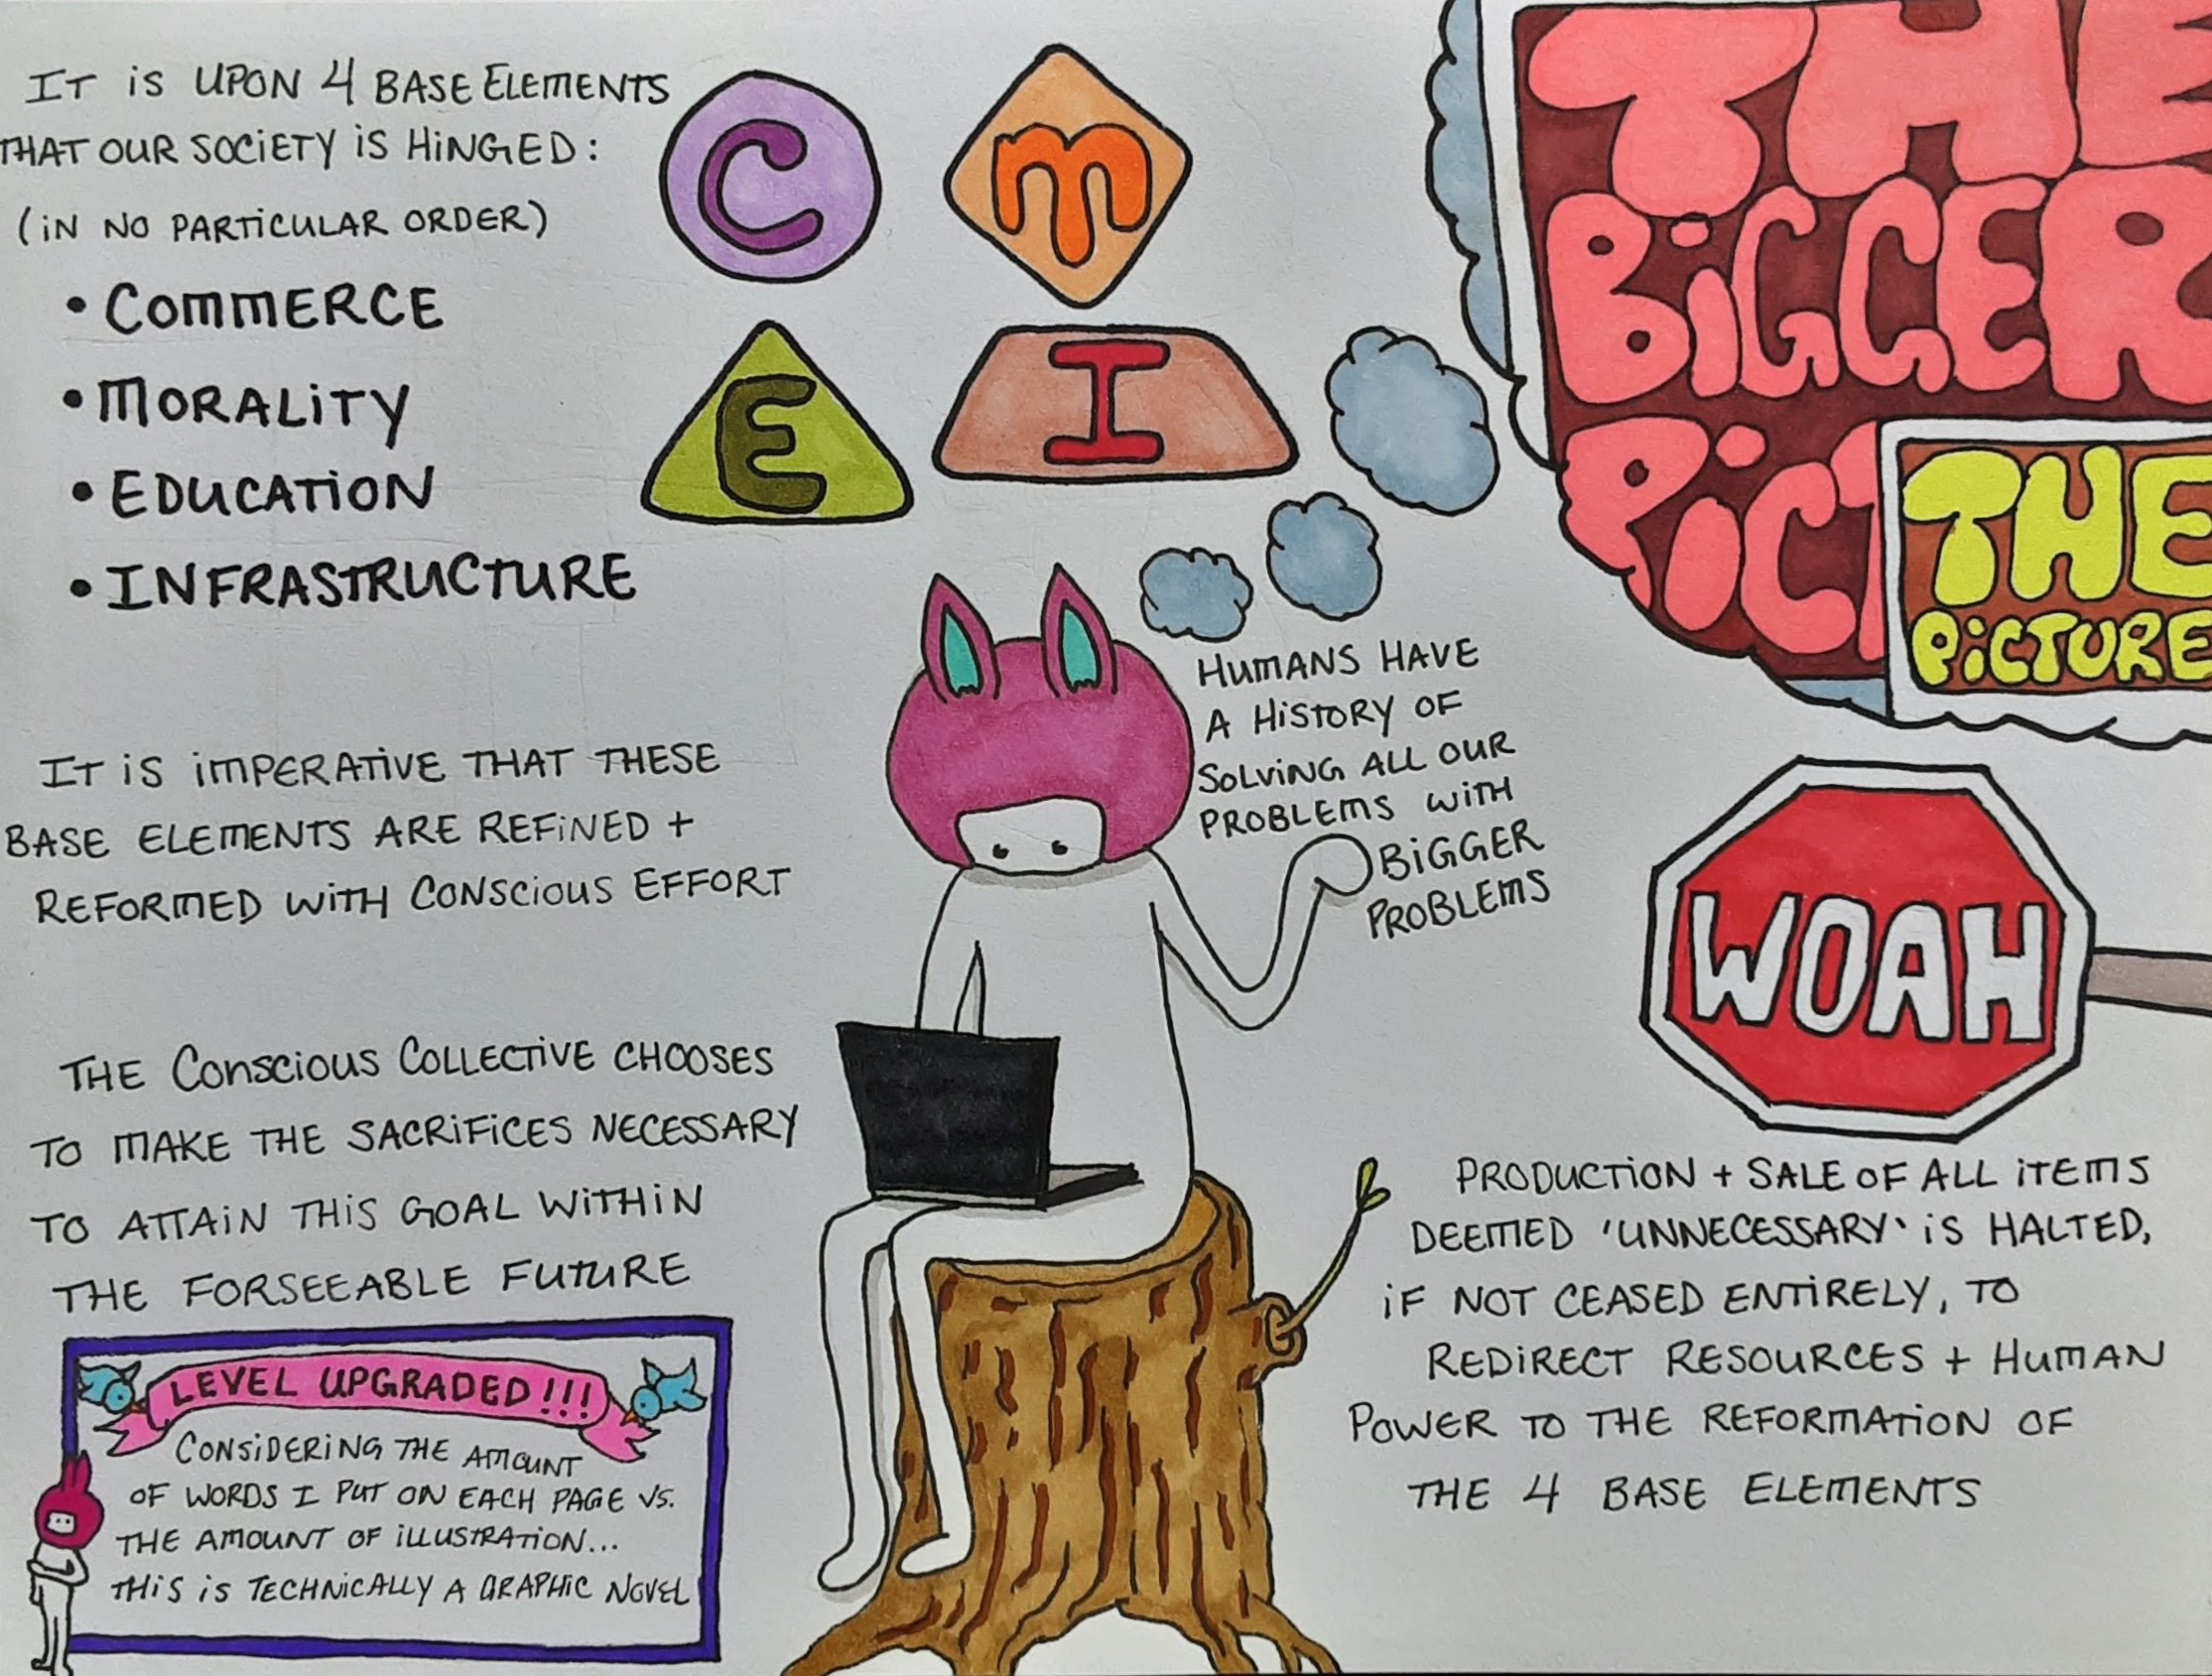 IT iS UPON 4 BASE ELEMENTS
THAT OUR SOCiETY iS HiNGED:
(iN NO PARTiCULAR ORDER)
• COMMERCE
• MORALiTY
• EDUCATiON
• INFRASTRUCTURE
C
M
E
I
THE
BiGGER
PiCT
THE
PiCTURE
IT iS iMPERATiVE THAT THESE
BASE ELEMENTS ARE REFiNED +
REFORMED WiTH CONSCiOUS EFFORT
HUMANS HAVE
A HiSTORY OF
SOLViNG ALL OUR
PROBLEMS WiTH
BiGGER
PROBLEMS
WOAH
THE CONSCiOUS COLLECTiVE CHOOSES
TO MAKE THE SACRiFiCES NECESSARY
TO ATTAiN THiS GOAL WiTHiN
THE FORSEEABLE FUTURE
PRODUCTiON + SALE OF ALL iTEMS
DEEMED 'UNNECESSARY' iS HALTED,
iF NOT CEASED ENTiRELY, TO
REDiRECT RESOURCES + HUMAN
POWER TO THE REFORMATiON OF
THE 4 BASE ELEMENTS
LEVEL UPGRADED!!!
CONSiDERiNG THE AMOUNT
OF WORDS I PUT ON EACH PAGE VS.
THE AMOUNT OF iLLUSTRATiON...
THiS iS TECHNiCALLY A GRAPHiC NOVEL